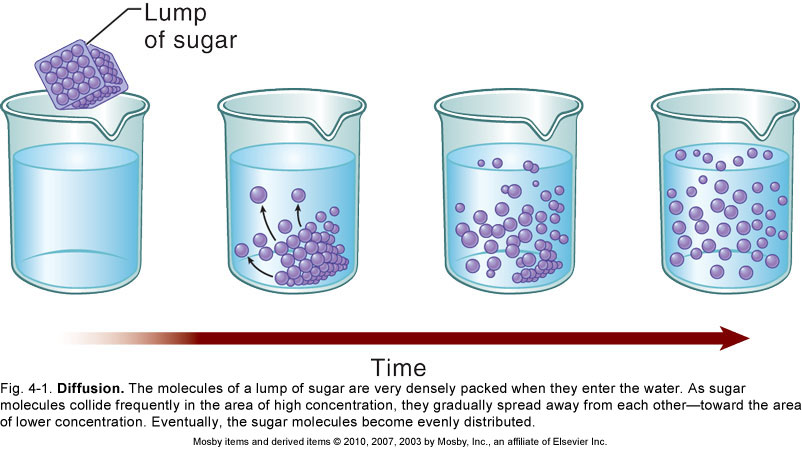 Lump
of sugar
Time
Fig. 4-1. Diffusion. The molecules of a lump of sugar are very densely packed when they enter the water. As sugar
molecules collide frequently in the area of high concentration, they gradually spread away from each other—toward the area
of lower concentration. Eventually, the sugar molecules become evenly distributed.
Mosby items and derived items © 2010, 2007, 2003 by Mosby, Inc., an affiliate of Elsevier Inc.